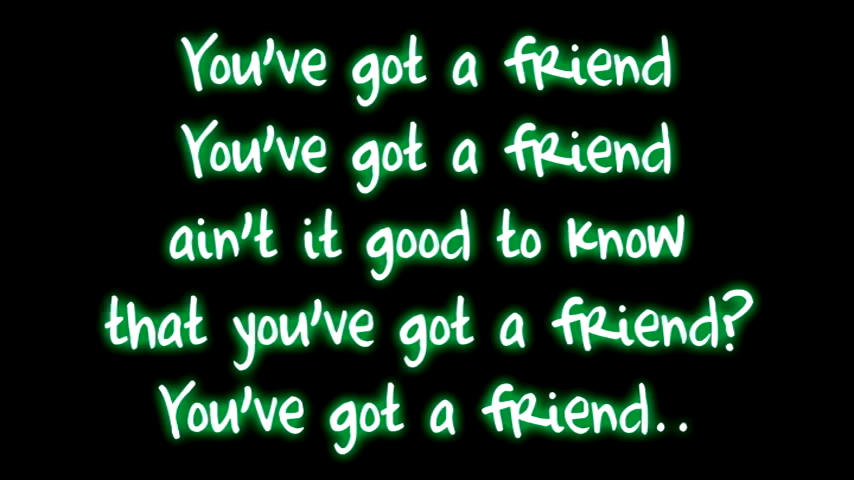 You've got a friend
You've got a friend
ain't it good to know
that you've got a friend?
You've got a friend..